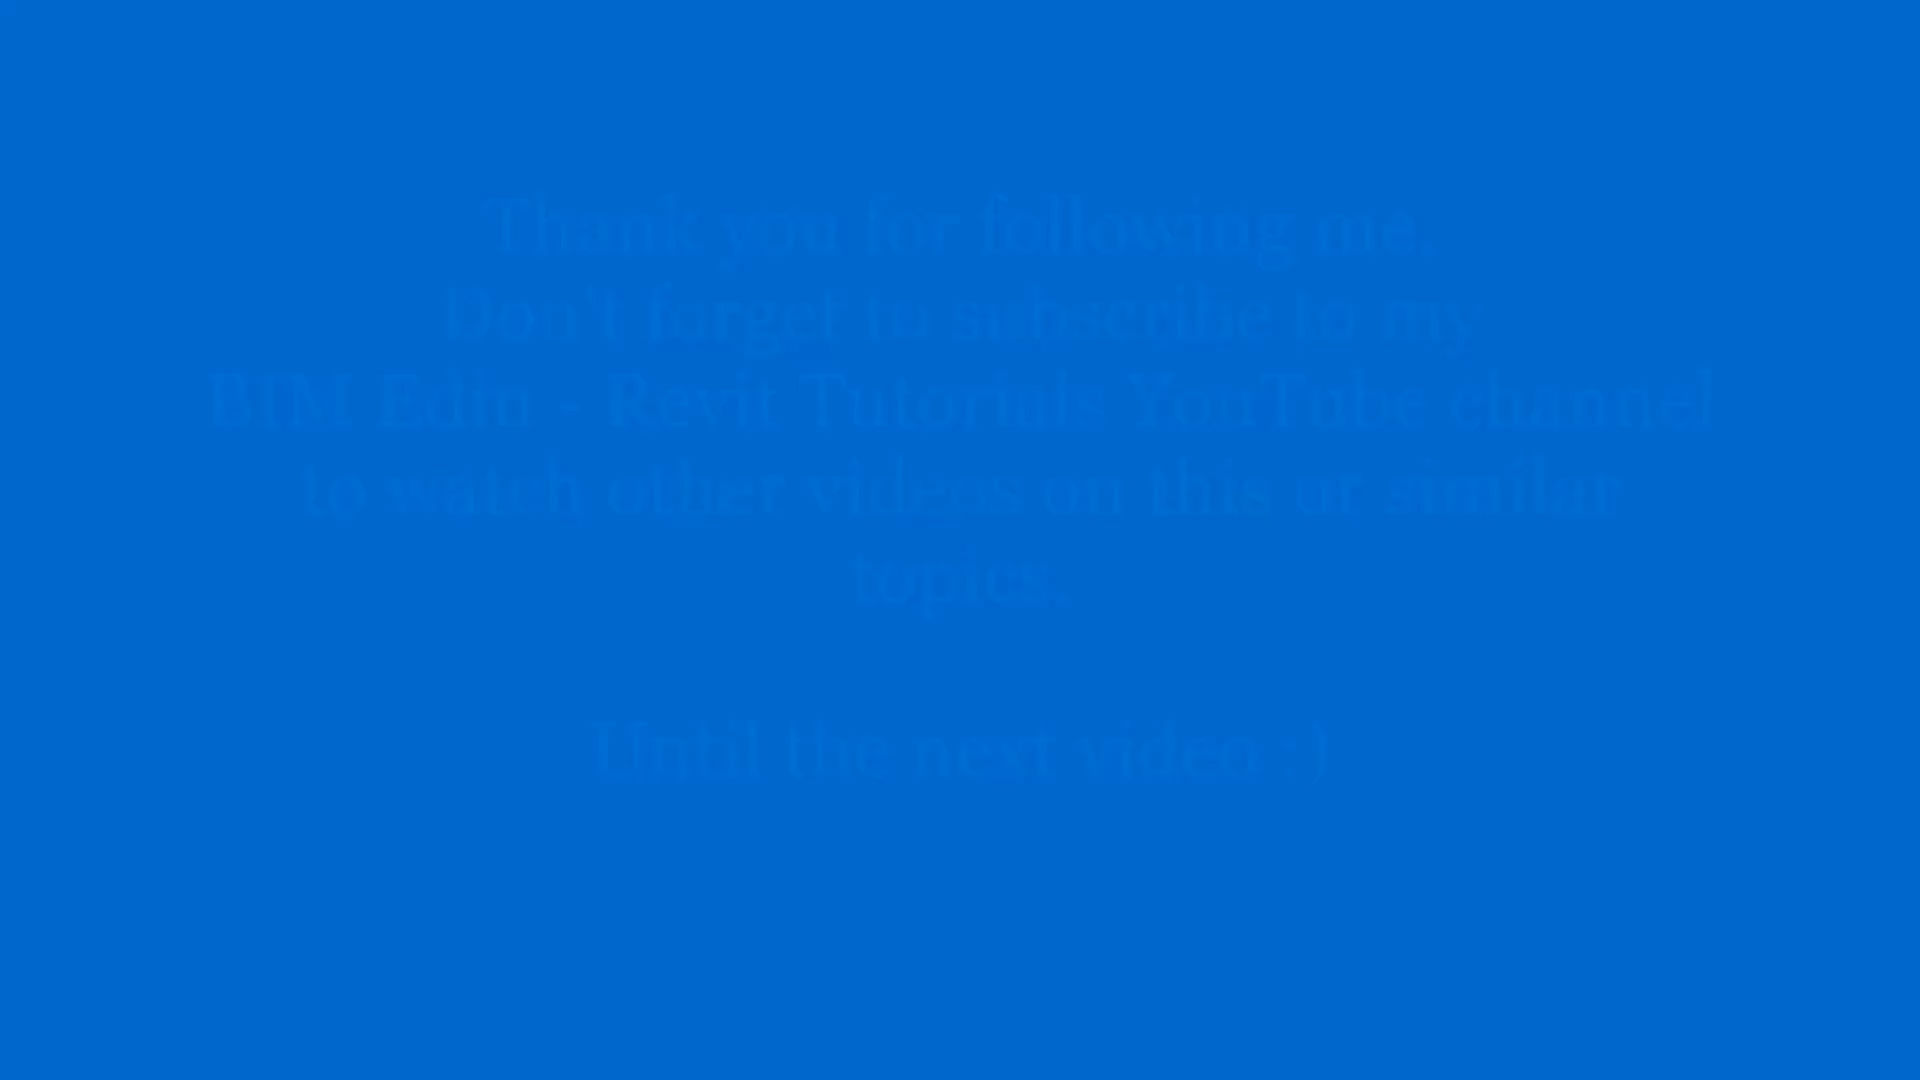 Thank you for following me.
Don't forget to subscribe to my
BIM Edin - Revit Tutorials YouTube channel
to watch other videos on this or similar
topics.
Until the next video :)